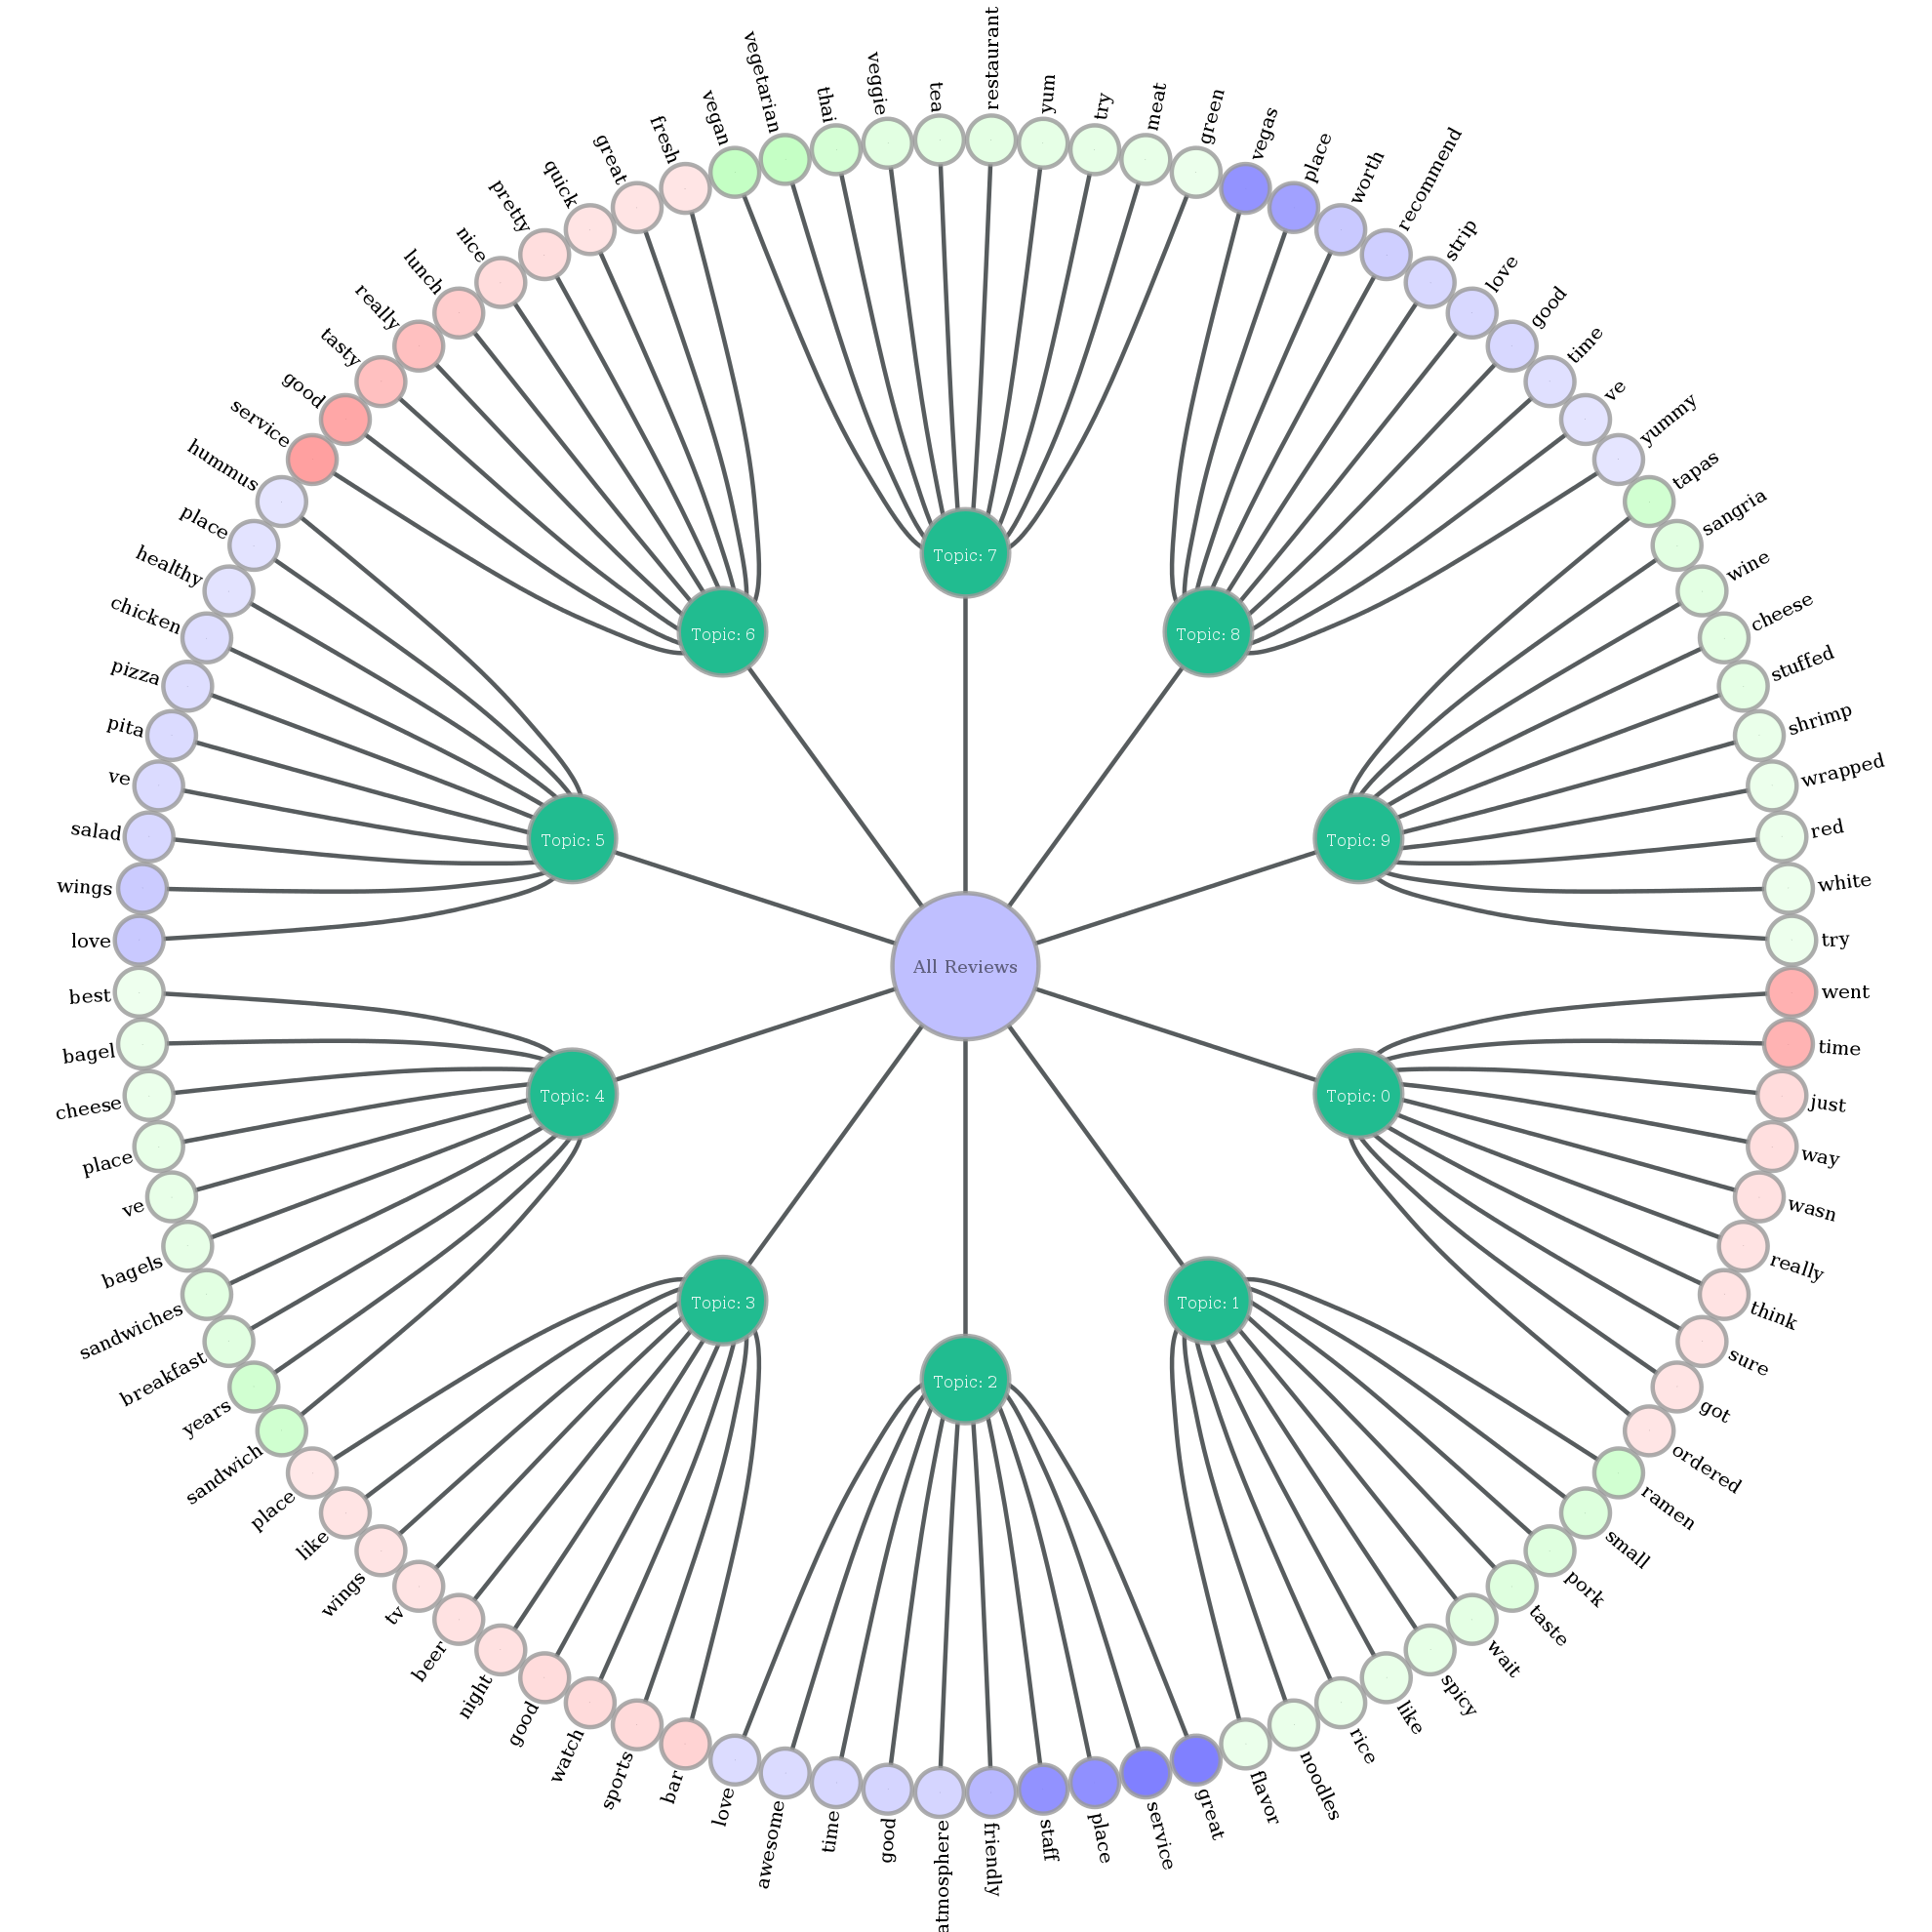 All Reviews
Topic: 0
went
time
just
way
wasn
really
think
sure
got
ordered
Topic: 1
ramen
small
pork
taste
wait
spicy
like
rice
noodles
flavor
Topic: 2
great
service
place
staff
friendly
atmosphere
good
time
awesome
love
Topic: 3
bar
sports
watch
good
night
beer
tv
wings
like
place
Topic: 4
sandwich
years
breakfast
sandwiches
bagels
ve
place
cheese
bagel
best
Topic: 5
love
wings
salad
ve
pita
pizza
chicken
healthy
place
hummus
Topic: 6
service
good
tasty
really
lunch
nice
pretty
quick
great
fresh
Topic: 7
vegan
vegetarian
thai
veggie
tea
restaurant
yum
try
meat
green
Topic: 8
vegas
place
worth
recommend
strip
love
good
time
ve
yummy
Topic: 9
tapas
sangria
wine
cheese
stuffed
shrimp
wrapped
red
white
try